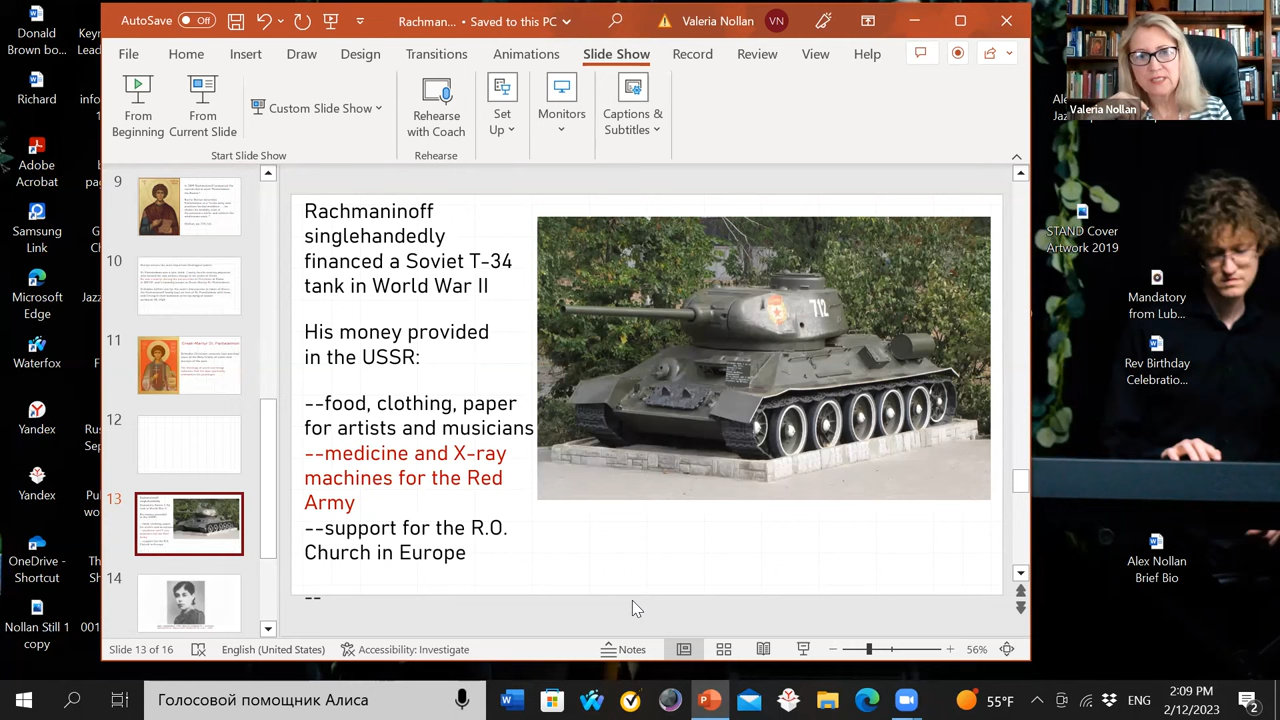 AutoSave
Off
Rachman... • Saved to this PC
Valeria Nollan
VN
File
Home
Insert
Draw
Design
Transitions
Animations
Slide Show
Record
Review
View
Help
From Beginning
From Current Slide
Custom Slide Show
Rehearse with Coach
Set Up
Monitors
Captions & Subtitles
Start Slide Show
Rehearse
9
10
11
12
13
14
Rachmaninoff
singlehandedly
financed a Soviet T-34
tank in World War II
His money provided
in the USSR:
--food, clothing, paper
for artists and musicians
--medicine and X-ray
machines for the Red
Army
--support for the R.O.
Church in Europe
--
712
Slide 13 of 16
English (United States)
Accessibility: Investigate
Notes
56%
Valeria Nollan
Donald
Brown bo...
Richard
Adobe
Acrobat
Samsung
Link
Microsoft
Edge
Waterfox
Yandex
Yandex
OneDrive -
Shortcut
Nollan Still 1
copy
STAND Cover
Artwork 2019
Mandatory
from Lub...
Rev Birthday
Celebratio...
Alex Nollan
Brief Bio
Голосовой помощник Алиса
55°F
ENG
2:09 PM
2/12/2023
2